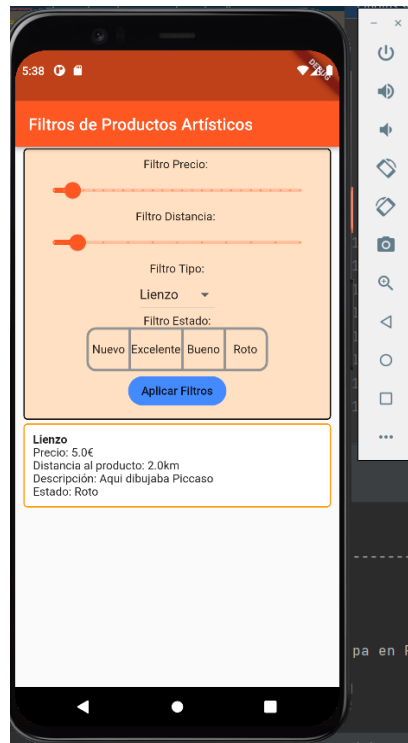 5:38
DEBUG
Filtros de Productos Artísticos
Filtro Precio:
Filtro Distancia:
Filtro Tipo:
Lienzo
Filtro Estado:
Nuevo Excelente Bueno Roto
Aplicar Filtros
Lienzo
Precio: 5.0€
Distancia al producto: 2.0km
Descripción: Aqui dibujaba Piccaso
Estado: Roto
pa en